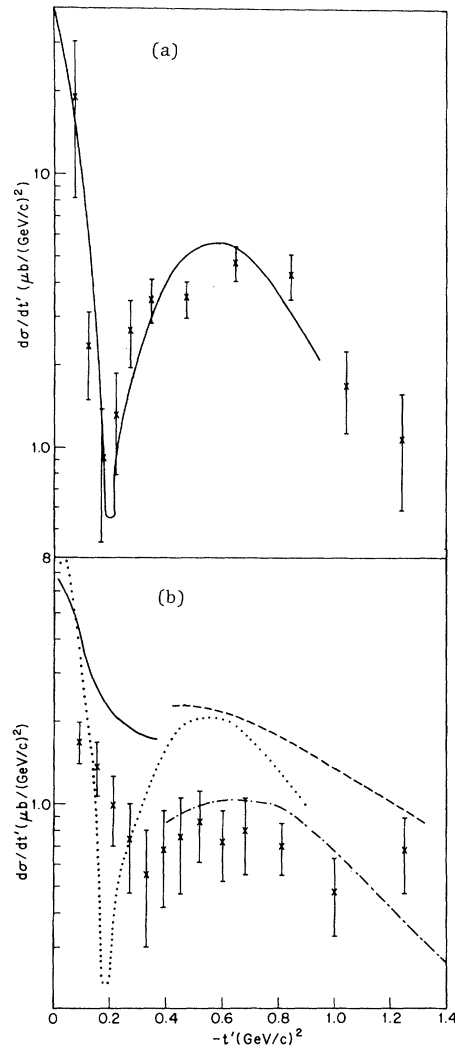 (a)
10
1.0
dσ/dt' (μb/(GeV/c)²)
8
(b)
1.0
dσ/dt'(μb/(GeV/c)²)
0 0.2 0.4 0.6 0.8 1.0 1.2 1.4
-t'(GeV/c)²